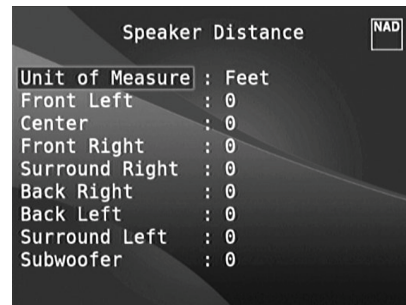 Speaker Distance
NAD
Unit of Measure : Feet
Front Left : 0
Center : 0
Front Right : 0
Surround Right : 0
Back Right : 0
Back Left : 0
Surround Left : 0
Subwoofer : 0